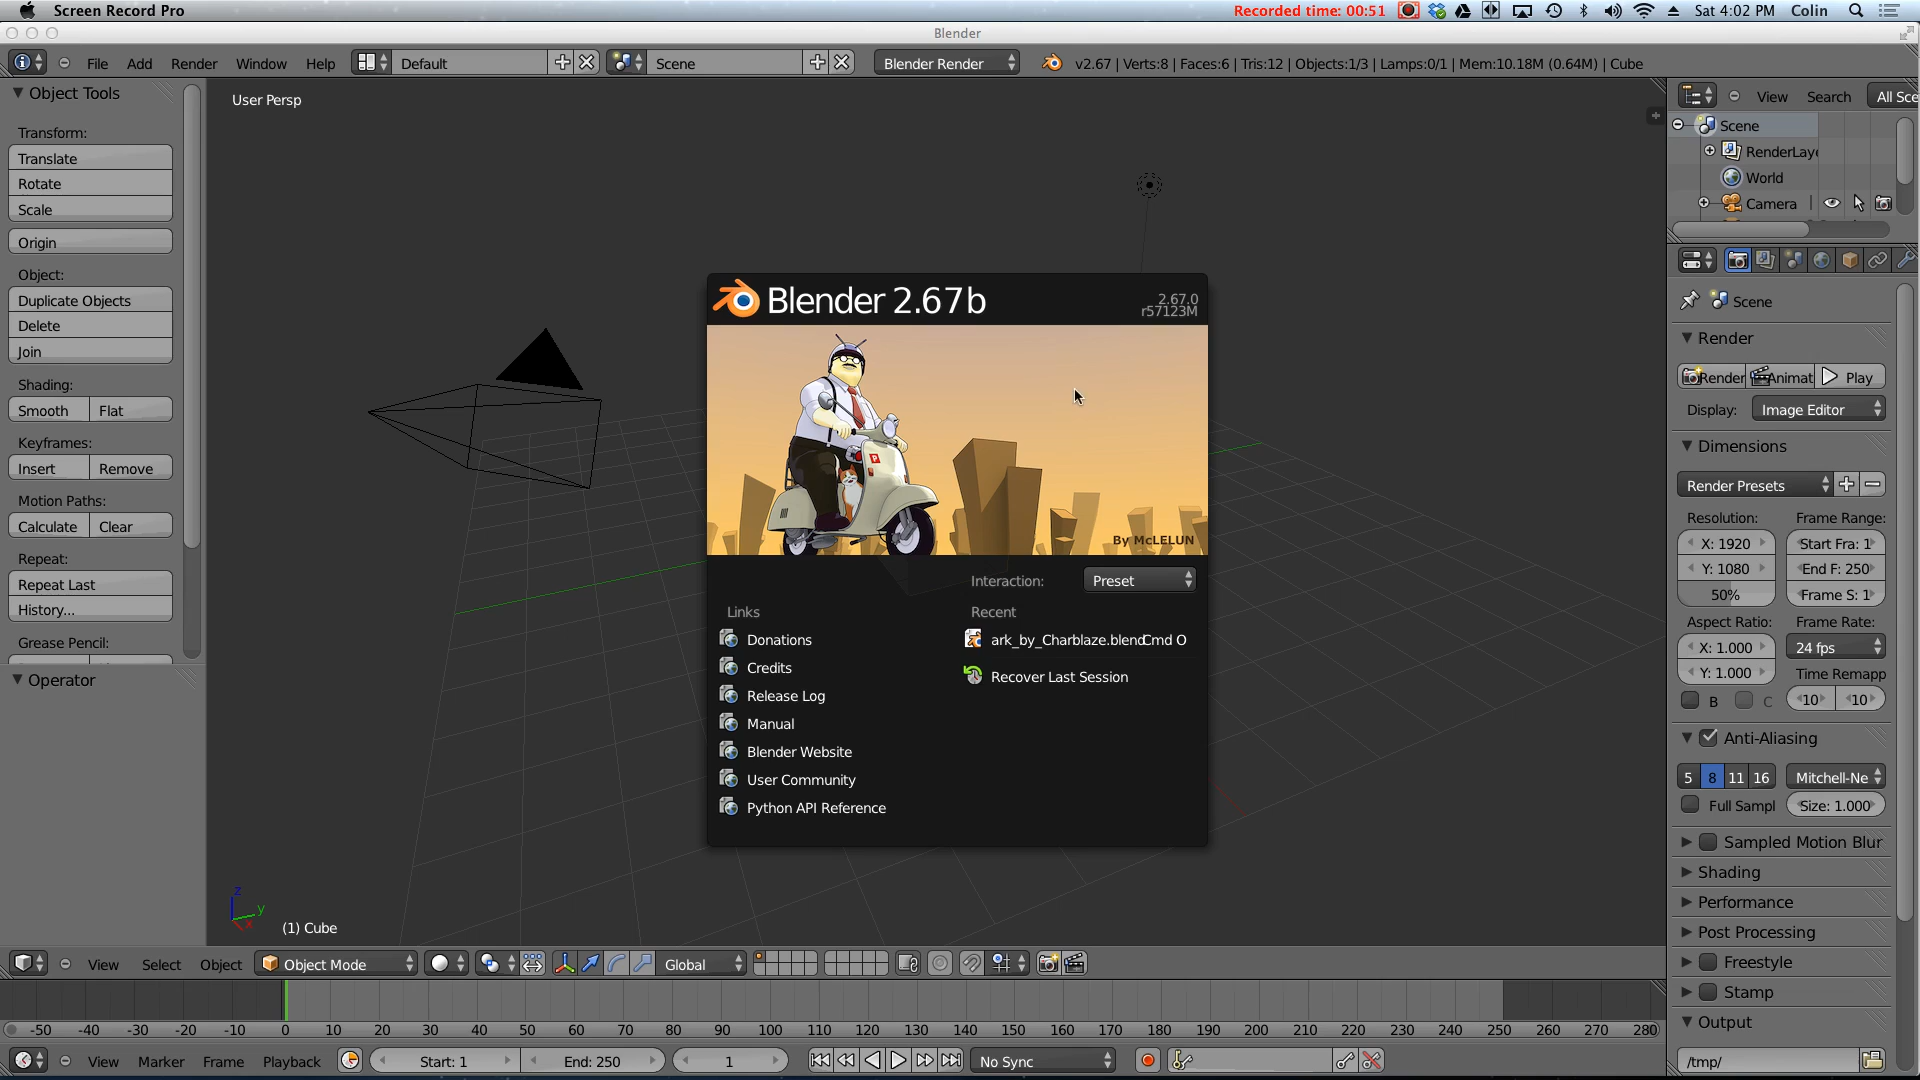 Screen Record Pro
Recorded time: 00:51
Sat 4:02 PM Colin
Blender
File Add Render Window Help
Default
Scene
Blender Render
v2.67 | Verts:8 | Faces:6 | Tris:12 | Objects:1/3 | Lamps:0/1 | Mem:10.18M (0.64M) | Cube
Object Tools
Transform:
Translate
Rotate
Scale
Origin
Object:
Duplicate Objects
Delete
Join
Shading:
Smooth Flat
Keyframes:
Insert Remove
Motion Paths:
Calculate Clear
Repeat:
Repeat Last
History...
Grease Pencil:
Operator
User Persp
Blender 2.67b
2.67.0
r57123M
P
By McLELUN
Interaction: Preset
Links
Donations
Credits
Release Log
Manual
Blender Website
User Community
Python API Reference
Recent
ark_by_Charblaze.blend Cmd O
Recover Last Session
z
y
x
(1) Cube
View Select Object
Object Mode
Global
-50 -40 -30 -20 -10 0 10 20 30 40 50 60 70 80 90 100 110 120 130 140 150 160 170 180 190 200 210 220 230 240 250 260 270 280
View Marker Frame Playback
Start: 1
End: 250
1
No Sync
View Search All Sce
Scene
RenderLaye
World
Camera
Scene
Render
Render Animat Play
Display: Image Editor
Dimensions
Render Presets
Resolution:
X: 1920
Y: 1080
50%
Frame Range:
Start Fra: 1
End F: 250
Frame S: 1
Aspect Ratio:
X: 1.000
Y: 1.000
B C
Frame Rate:
24 fps
Time Remapp
10 10
Anti-Aliasing
5 8 11 16
Mitchell-Ne
Full Sampl
Size: 1.000
Sampled Motion Blur
Shading
Performance
Post Processing
Freestyle
Stamp
Output
/tmp/